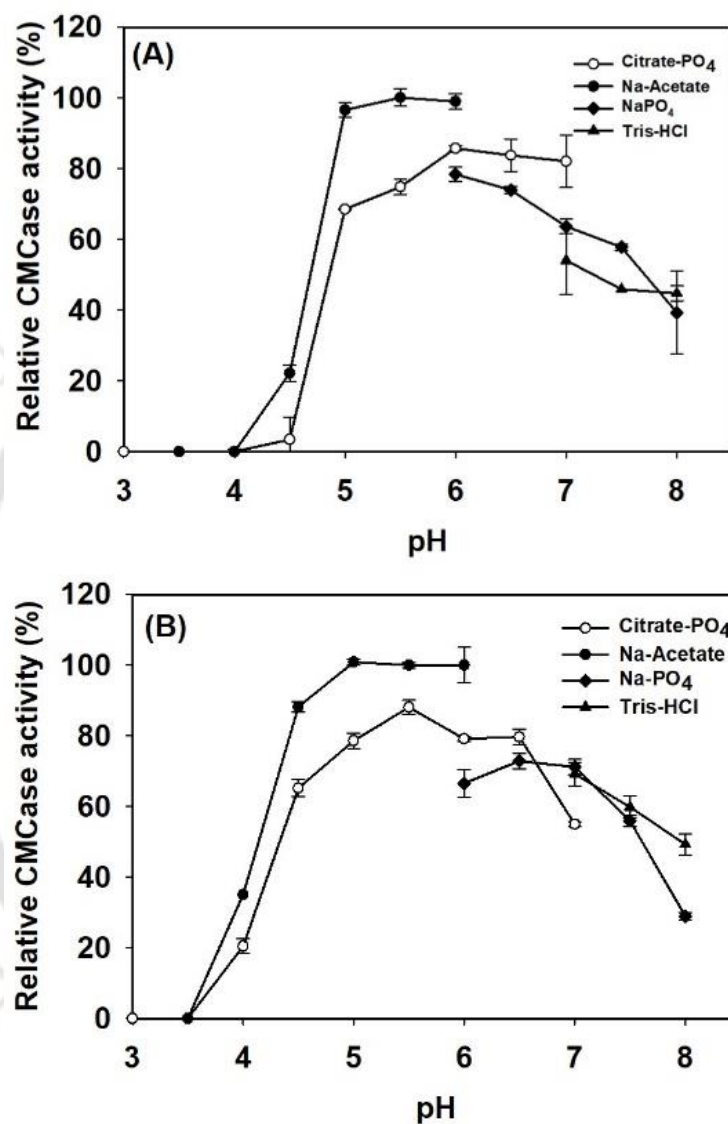 120
(A)
Citrate-PO4
Na-Acetate
NaPO4
Tris-HCl
100
80
60
40
20
0
Relative CMCase activity (%)
3 4 5 6 7 8
pH
120
(B)
Citrate-PO4
Na-Acetate
Na-PO4
Tris-HCl
100
80
60
40
20
0
Relative CMCase activity (%)
3 4 5 6 7 8
pH